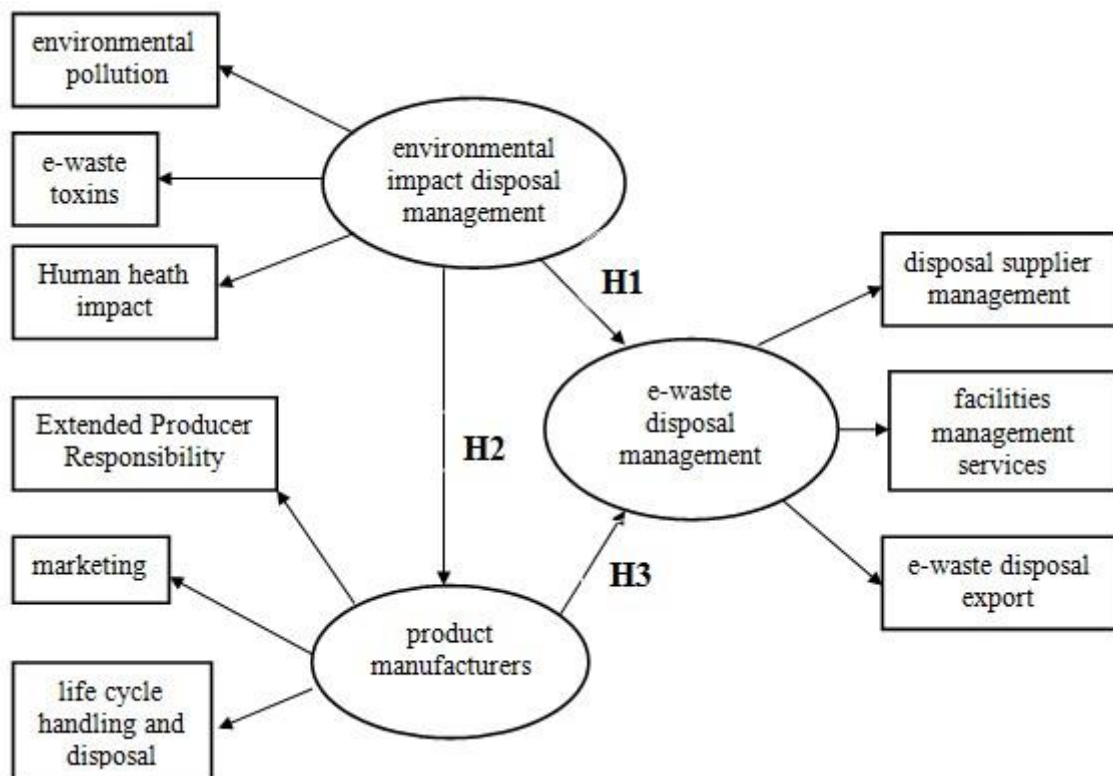 environmental
pollution
e-waste
toxins
Human heath
impact
environmental
impact disposal
management
H1
disposal supplier
management
e-waste
disposal
management
facilities
management
services
Extended Producer
Responsibility
H2
marketing
H3
e-waste disposal
export
product
manufacturers
life cycle
handling and
disposal